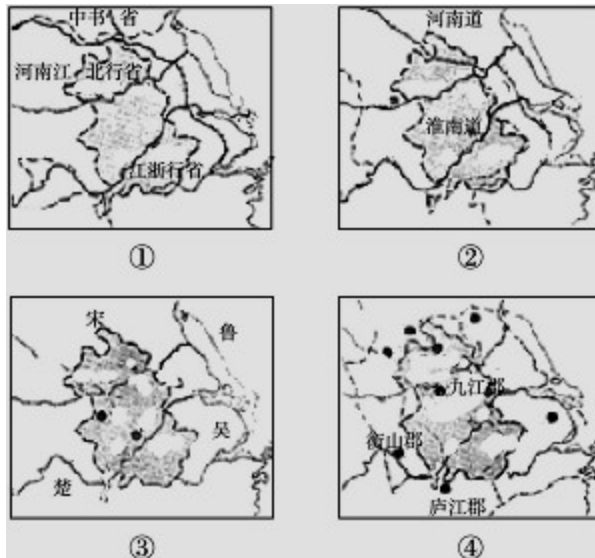 中书 省
河南江 北行省
江浙行省
①
河南道
淮南道
②
宋
鲁
吴
楚
③
九江郡
衡山郡
庐江郡
④